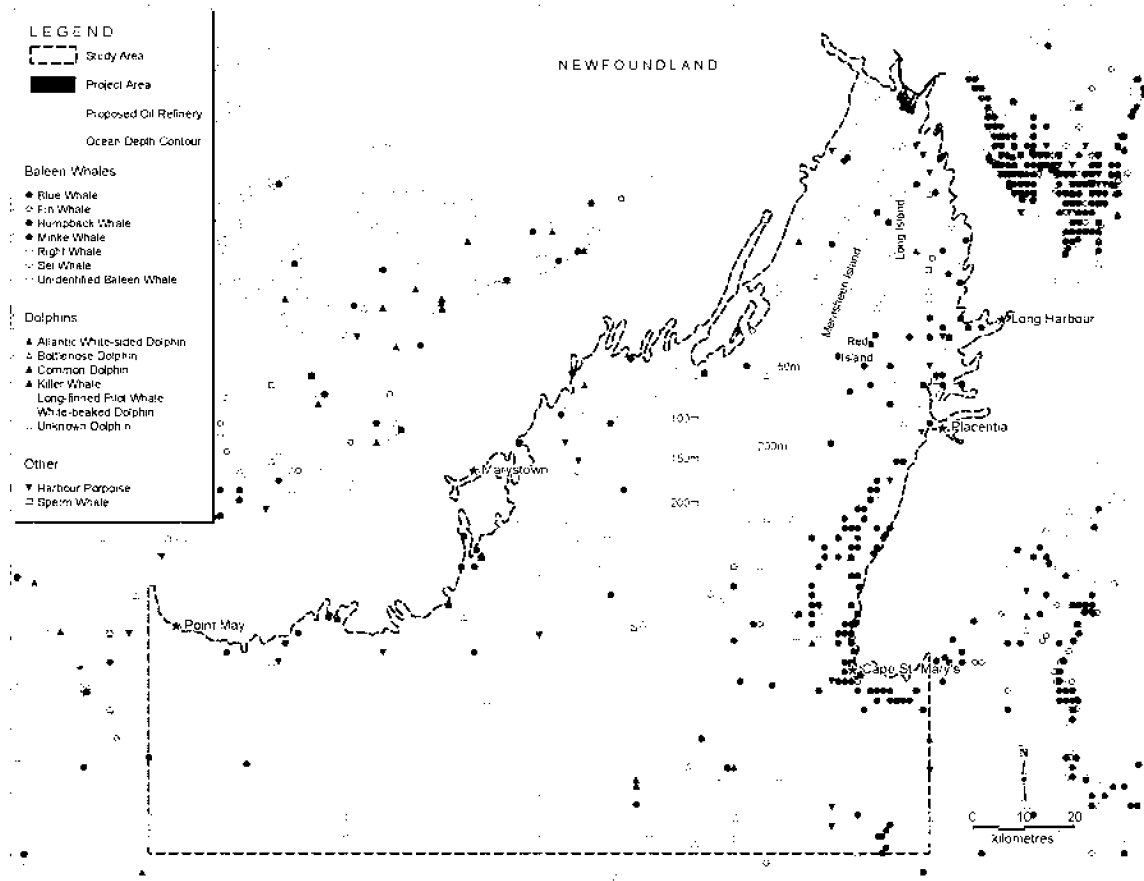 LEGEND
Study Area
Project Area
Proposed Oil Refinery
Ocean Depth Contour
Baleen Whales
Blue Whale
Fin Whale
Humpback Whale
Minke Whale
Right Whale
Sei Whale
Unidentified Baleen Whale
Dolphins
Atlantic White-sided Dolphin
Bottlenose Dolphin
Common Dolphin
Killer Whale
Long-finned Pilot Whale
White-beaked Dolphin
Unknown Dolphin
Other
Harbour Porpoise
Sperm Whale
NEWFOUNDLAND
Long Island
Merasheen Island
Red
Island
Long Harbour
50m
100m
150m
200m
200m
Placentia
Marystown
Point May
Cape St. Mary's
N
0 10 20
kilometres